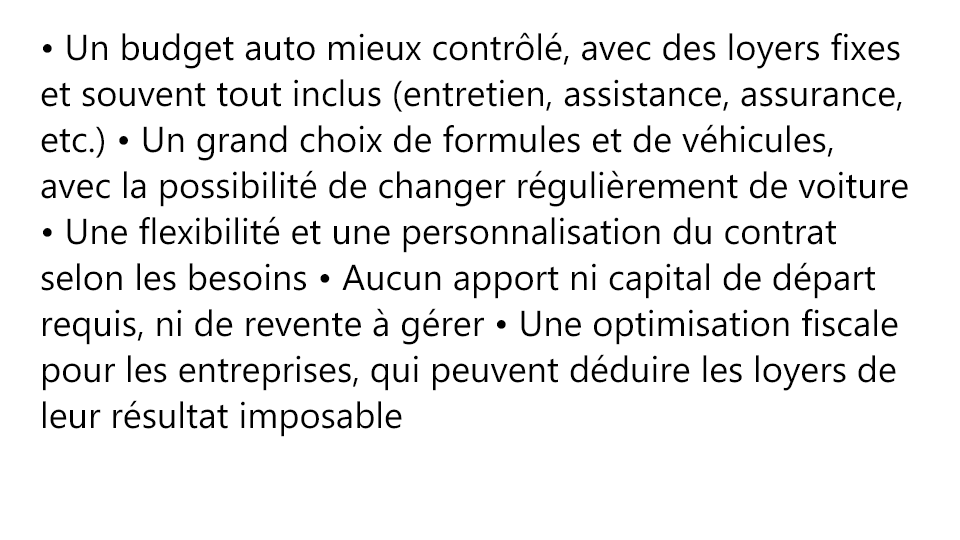 • Un budget auto mieux contrôlé, avec des loyers fixes
et souvent tout inclus (entretien, assistance, assurance,
etc.) • Un grand choix de formules et de véhicules,
avec la possibilité de changer régulièrement de voiture
• Une flexibilité et une personnalisation du contrat
selon les besoins • Aucun apport ni capital de départ
requis, ni de revente à gérer • Une optimisation fiscale
pour les entreprises, qui peuvent déduire les loyers de
leur résultat imposable